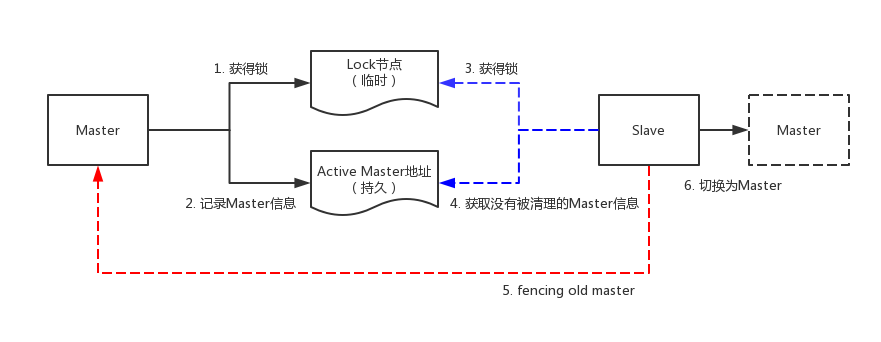 1. 获得锁
Lock节点
（临时）
3. 获得锁
Master
Slave
Master
Active Master地址
（持久）
2. 记录Master信息
4. 获取没有被清理的Master信息
6. 切换为Master
5. fencing old master